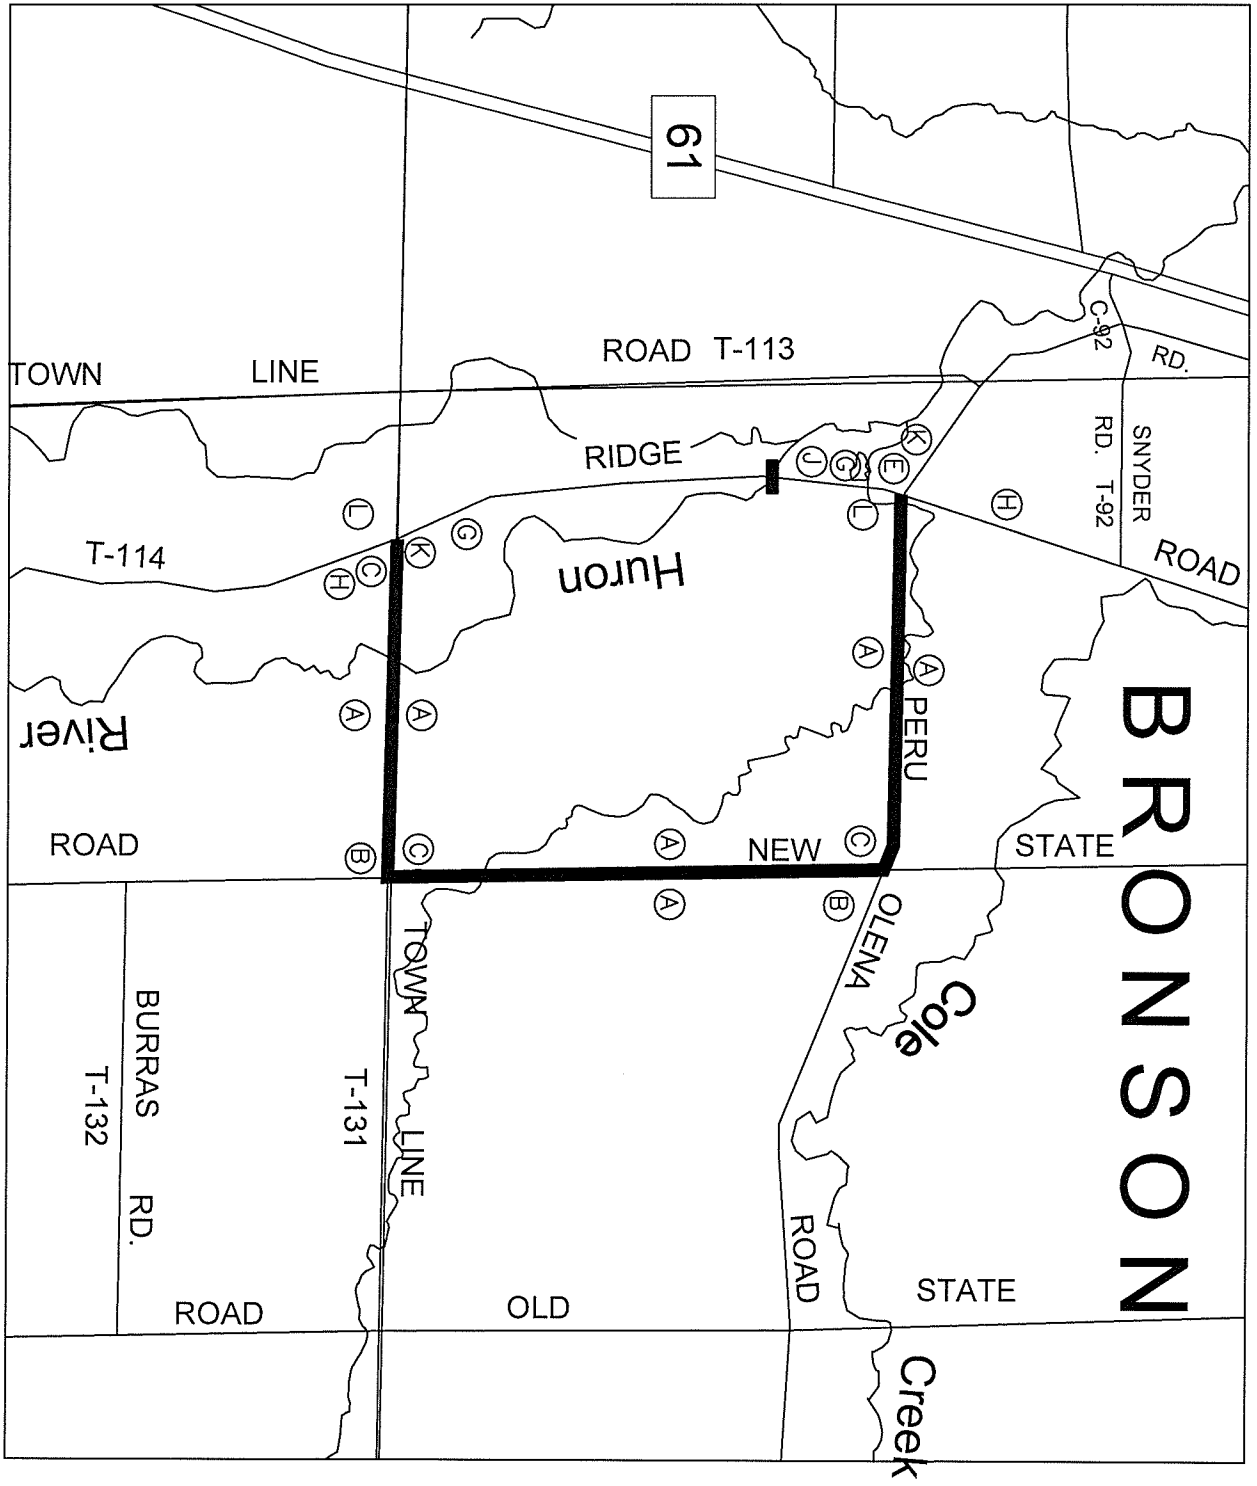 61
C-92
RD.
TOWN LINE ROAD T-113
SNYDER
RD. T-92
RIDGE ROAD
K
E
G
J
H
L
L
G
K
C
H
T-114
Huron
River
A
A
A
A
PERU
BRONSON
ROAD NEW STATE
B
C
A
C
A
B
OLENA
ROAD
Cole
Creek
TOWN LINE
T-131
BURRAS RD.
T-132
ROAD OLD STATE